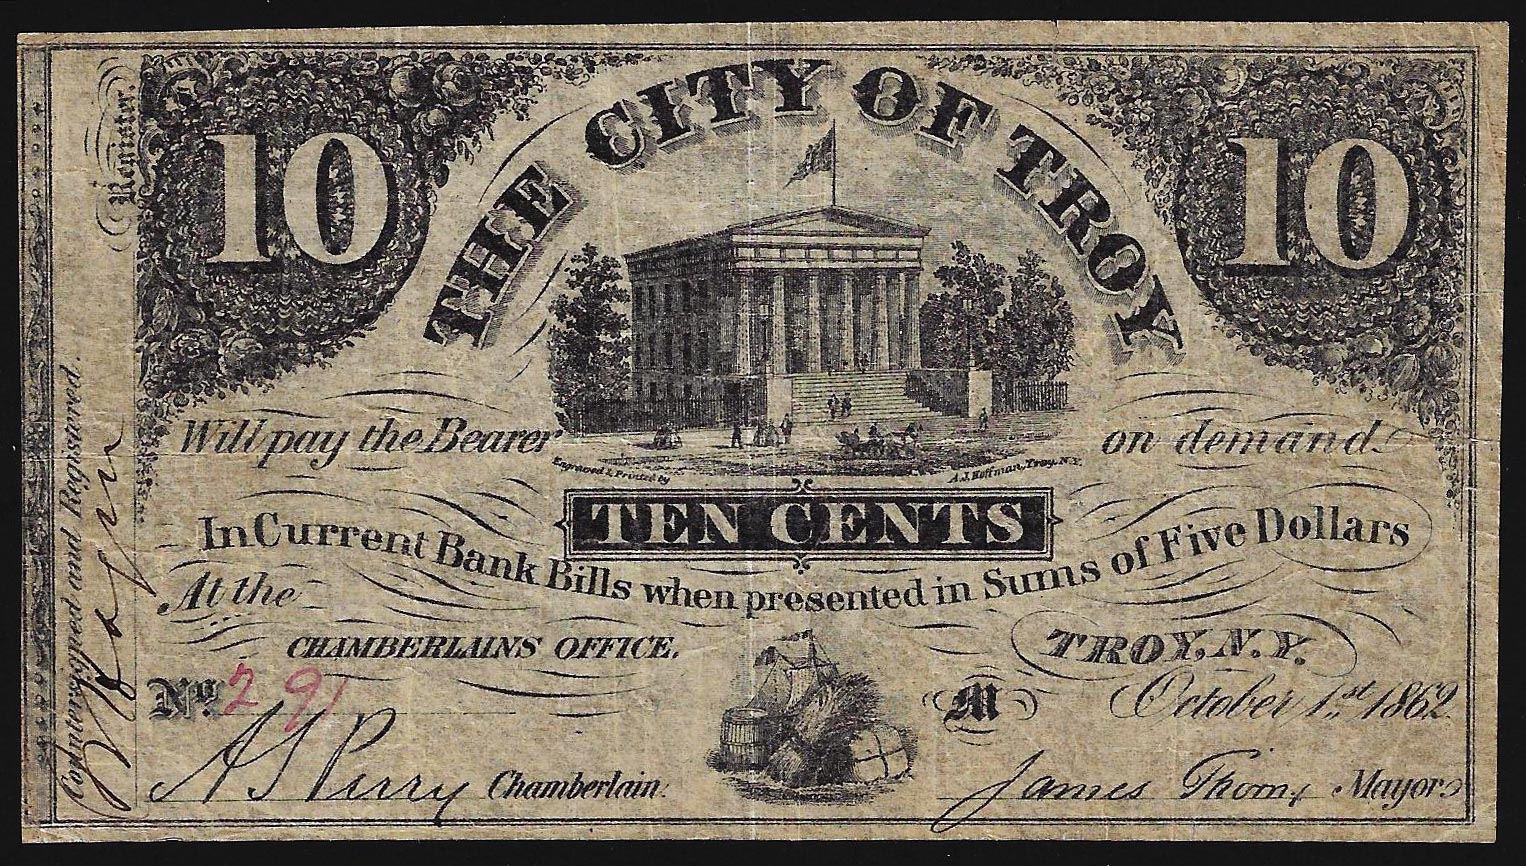 THE CITY OF TROY
10
10
Will pay the Bearer on demand
Engraved & Printed by A.J. Hoffman, Troy, N.Y.
TEN CENTS
In Current Bank Bills when presented in Sums of Five Dollars
At the
CHAMBERLAINS OFFICE.
TROY, N.Y.
No. 291
M
October 1st 1862
A S Perry Chamberlain.
James Thorn, Mayor
Countersigned and Registered.
Register.